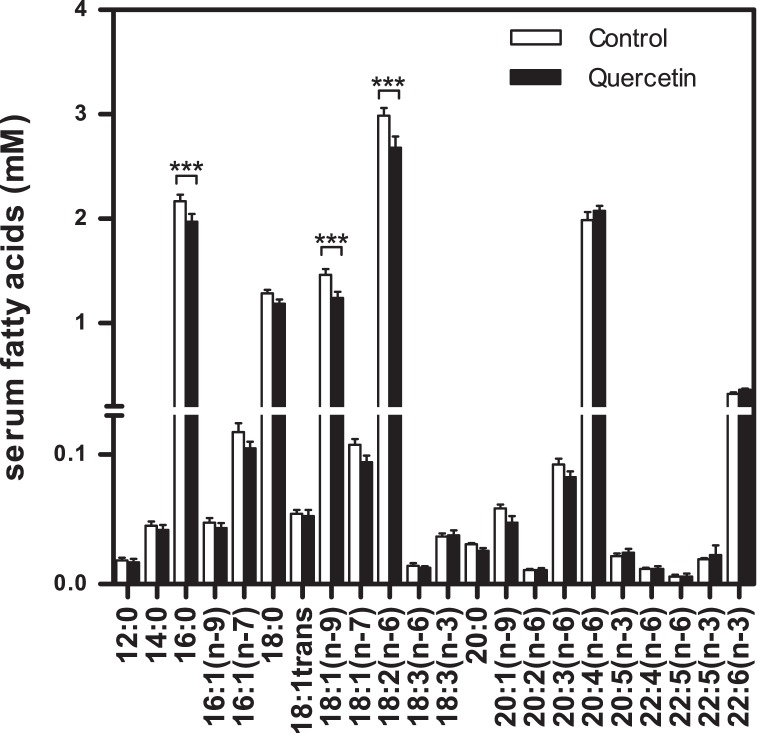 4
3
2
1
0.1
0.0
serum fatty acids (mM)
Control
Quercetin
***
***
***
12:0
14:0
16:0
16:1(n-9)
16:1(n-7)
18:0
18:1trans
18:1(n-9)
18:1(n-7)
18:2(n-6)
18:3(n-6)
18:3(n-3)
20:0
20:1(n-9)
20:2(n-6)
20:3(n-6)
20:4(n-6)
20:5(n-3)
22:4(n-6)
22:5(n-6)
22:5(n-3)
22:6(n-3)